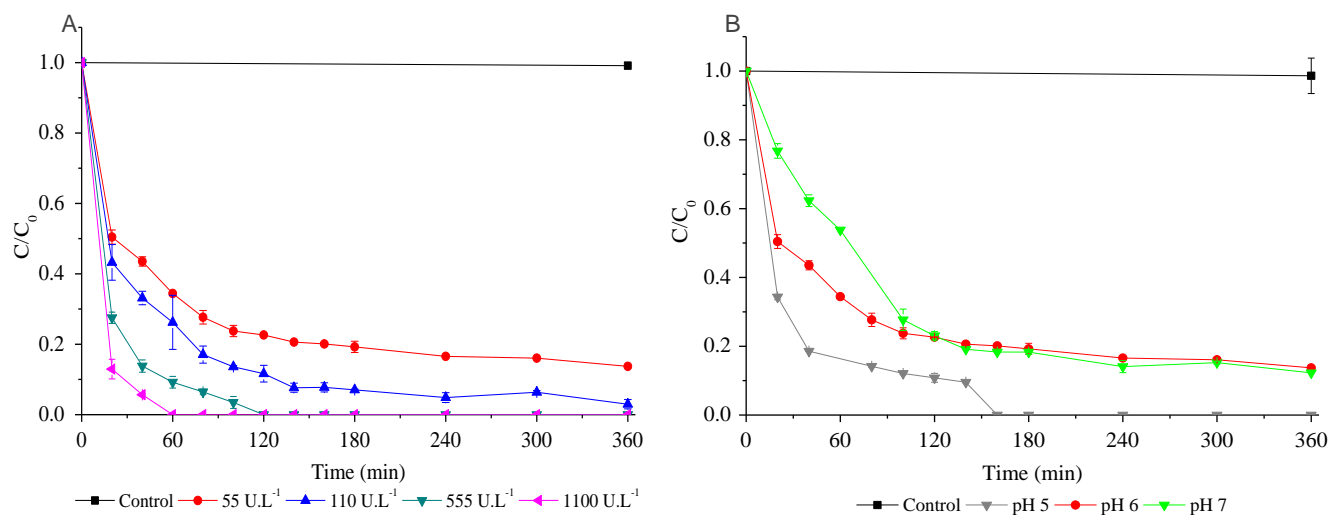 A
C/C₀
1.0
0.8
0.6
0.4
0.2
0.0
0 60 120 180 240 300 360
Time (min)
Control 55 U.L⁻¹ 110 U.L⁻¹ 555 U.L⁻¹ 1100 U.L⁻¹
B
C/C₀
1.0
0.8
0.6
0.4
0.2
0.0
0 60 120 180 240 300 360
Time (min)
Control pH 5 pH 6 pH 7